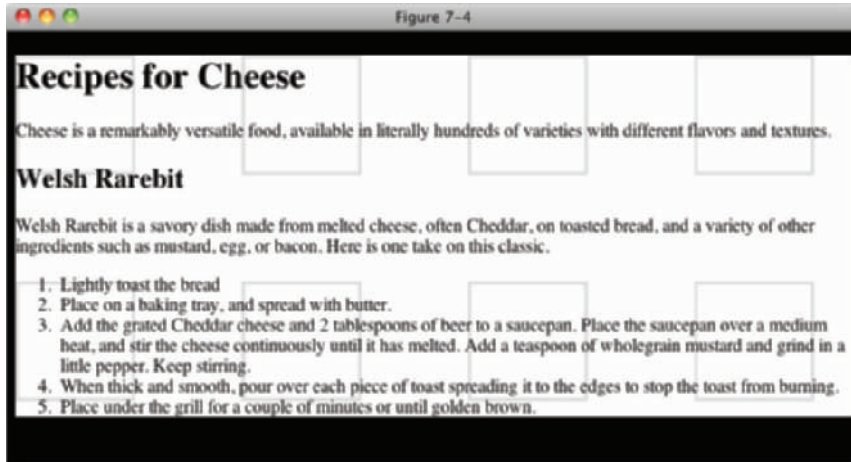 Figure 7-4
Recipes for Cheese
Cheese is a remarkably versatile food, available in literally hundreds of varieties with different flavors and textures.
Welsh Rarebit
Welsh Rarebit is a savory dish made from melted cheese, often Cheddar, on toasted bread, and a variety of other
ingredients such as mustard, egg, or bacon. Here is one take on this classic.
1. Lightly toast the bread
2. Place on a baking tray, and spread with butter.
3. Add the grated Cheddar cheese and 2 tablespoons of beer to a saucepan. Place the saucepan over a medium
heat, and stir the cheese continuously until it has melted. Add a teaspoon of wholegrain mustard and grind in a
little pepper. Keep stirring.
4. When thick and smooth, pour over each piece of toast spreading it to the edges to stop the toast from burning.
5. Place under the grill for a couple of minutes or until golden brown.